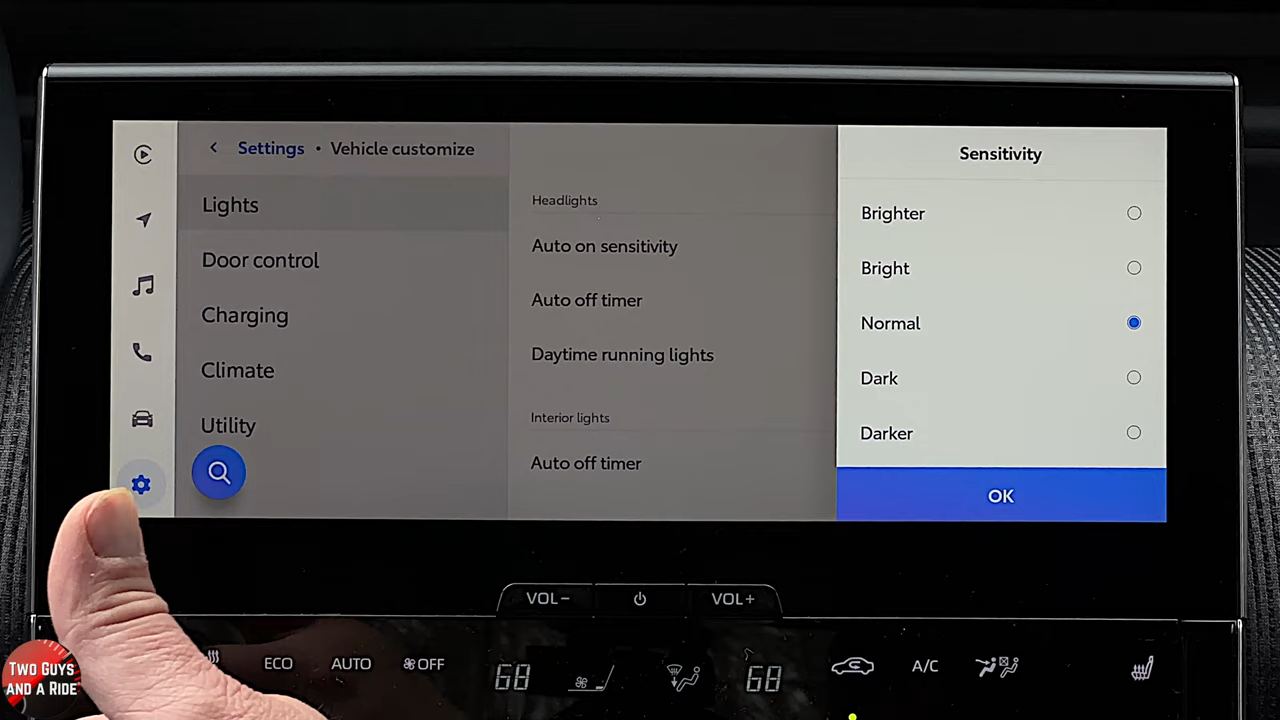 Settings • Vehicle customize
Lights
Door control
Charging
Climate
Utility
Headlights
Auto on sensitivity
Auto off timer
Daytime running lights
Interior lights
Auto off timer
Sensitivity
Brighter
Bright
Normal
Dark
Darker
OK
VOL−
VOL+
ECO
AUTO
OFF
68
68
A/C
TWO GUYS
AND A RIDE